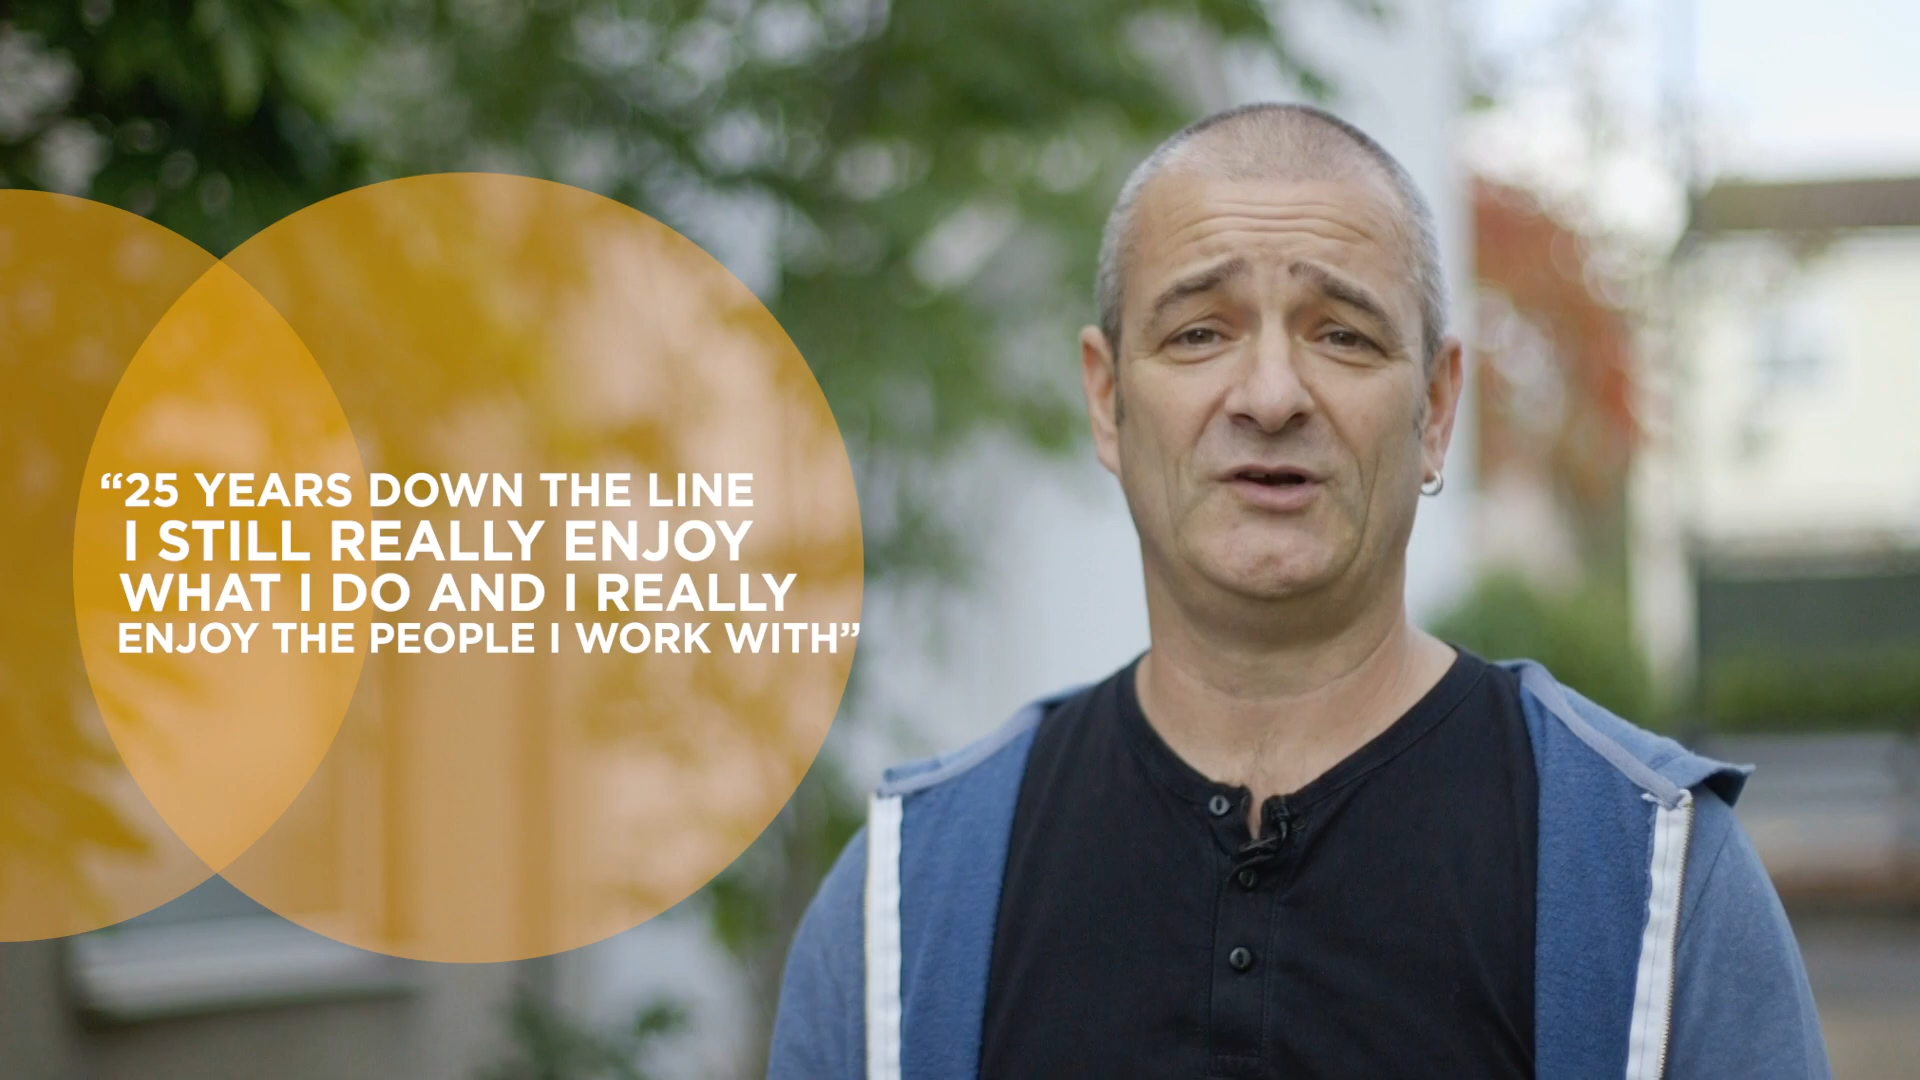 “25 YEARS DOWN THE LINE
I STILL REALLY ENJOY
WHAT I DO AND I REALLY
ENJOY THE PEOPLE I WORK WITH”